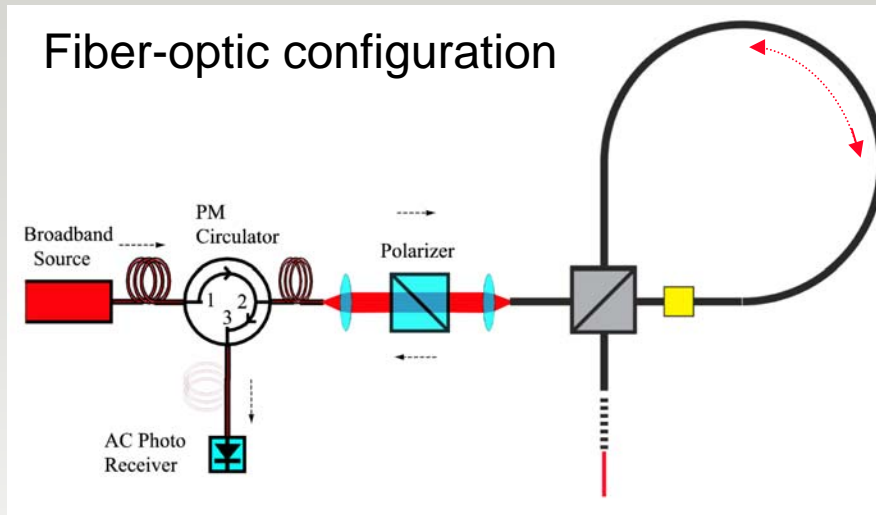 Fiber-optic configuration
PM
Circulator
Broadband
Source
Polarizer
1
2
3
AC Photo
Receiver